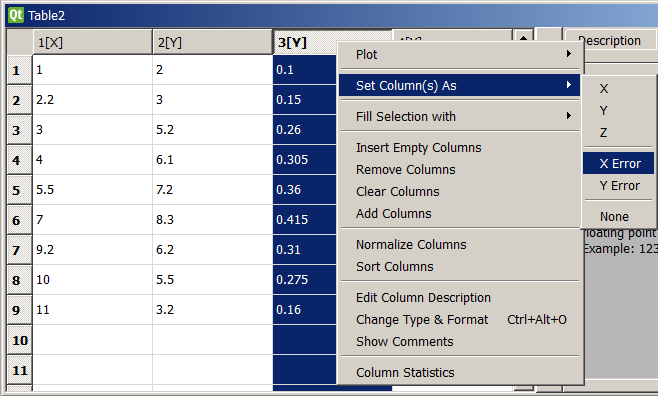 Qt Table2
1[X] 2[Y] 3[Y] Description
1 1 2 0.1
2 2.2 3 0.15
3 3 5.2 0.26
4 4 6.1 0.305
5 5.5 7.2 0.36
6 7 8.3 0.415
7 9.2 6.2 0.31
8 10 5.5 0.275
9 11 3.2 0.16
10
11
Plot
Set Column(s) As
Fill Selection with
Insert Empty Columns
Remove Columns
Clear Columns
Add Columns
Normalize Columns
Sort Columns
Edit Column Description
Change Type & Format Ctrl+Alt+O
Show Comments
Column Statistics
X
Y
Z
X Error
Y Error
None
floating point
Example: 123